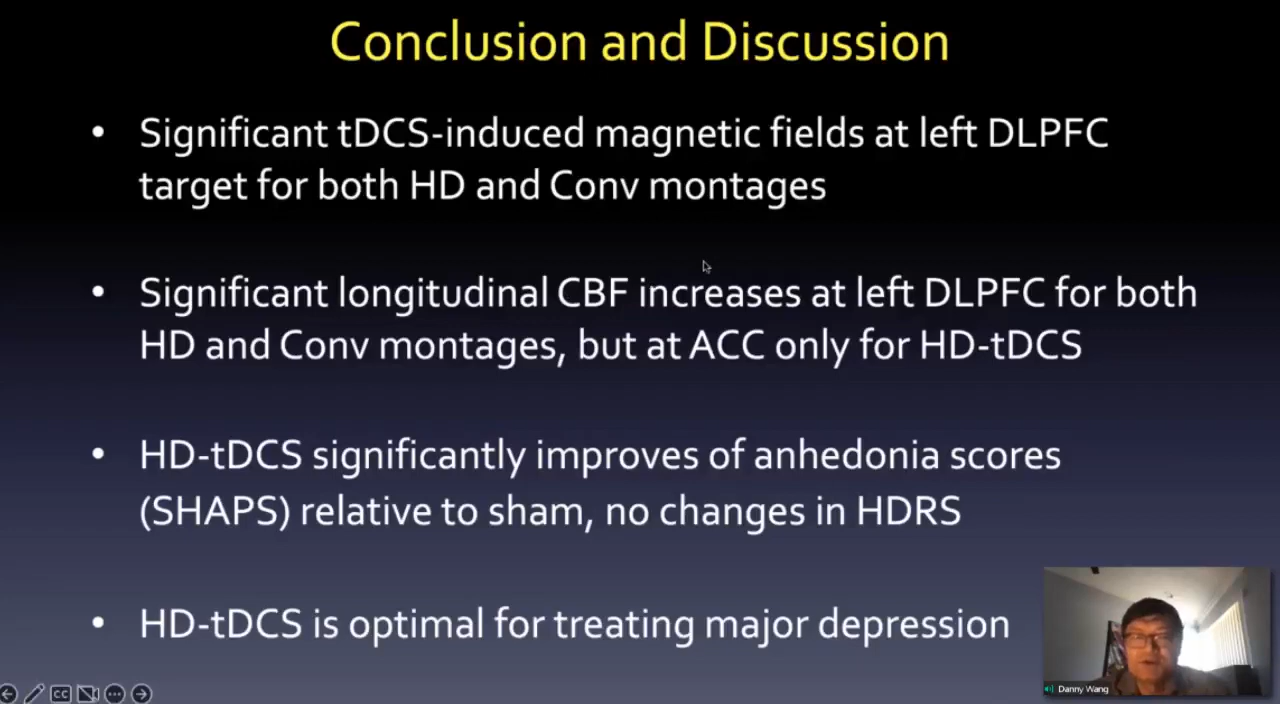 Conclusion and Discussion
• Significant tDCS-induced magnetic fields at left DLPFC
target for both HD and Conv montages
• Significant longitudinal CBF increases at left DLPFC for both
HD and Conv montages, but at ACC only for HD-tDCS
• HD-tDCS significantly improves of anhedonia scores
(SHAPS) relative to sham, no changes in HDRS
• HD-tDCS is optimal for treating major depression
Danny Wang
CC